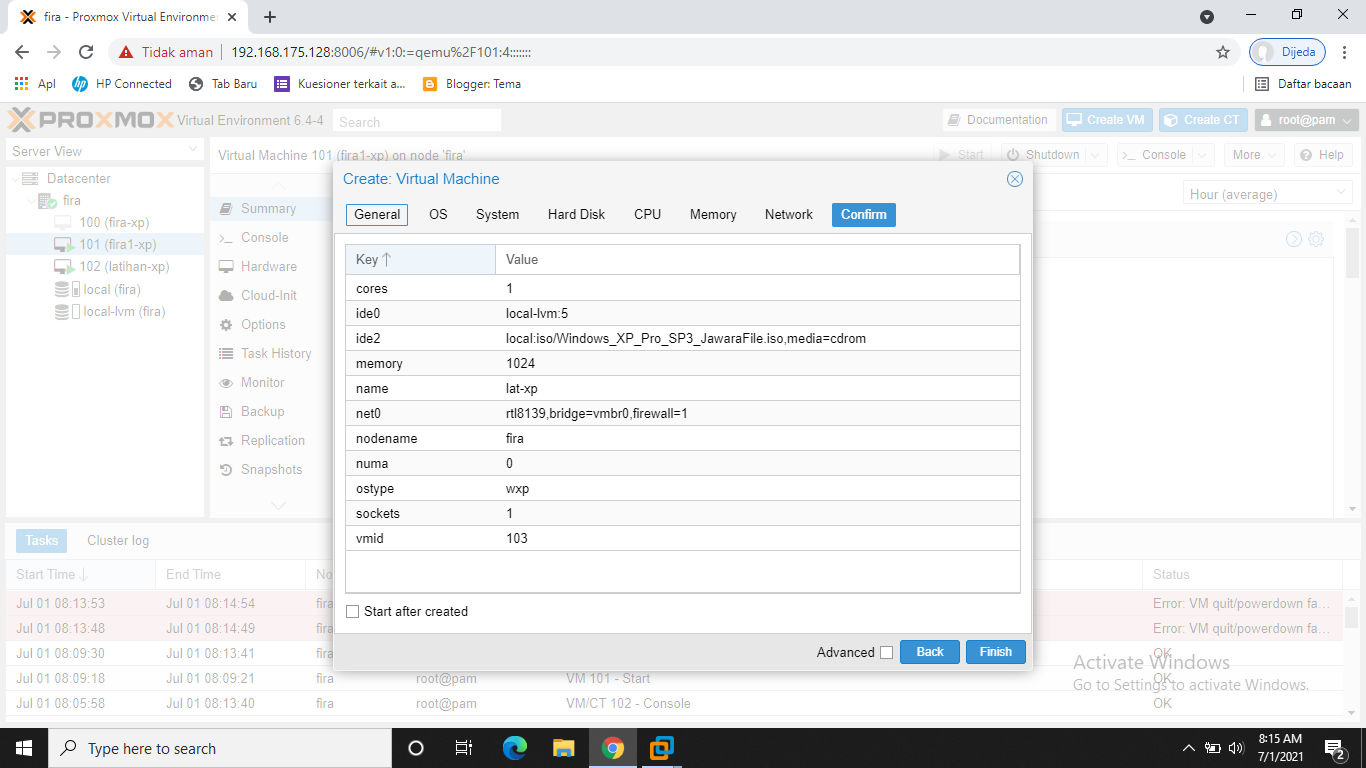 fira - Proxmox Virtual Environme
Tidak aman 192.168.175.128:8006/#v1:0:=qemu%2F101:4:::::::
Dijeda
Apl HP Connected Tab Baru Kuesioner terkait a... Blogger: Tema Daftar bacaan
PROXMOX Virtual Environment 6.4-4 Search Documentation Create VM Create CT root@pam
Server View
Virtual Machine 101 (fira1-xp) on node 'fira' Start Shutdown Console More Help
Datacenter
fira
100 (fira-xp)
101 (fira1-xp)
102 (latihan-xp)
local (fira)
local-lvm (fira)
Summary
Console
Hardware
Cloud-Init
Options
Task History
Monitor
Backup
Replication
Snapshots
Hour (average)
Create: Virtual Machine
General OS System Hard Disk CPU Memory Network Confirm
Key Value
cores 1
ide0 local-lvm:5
ide2 local:iso/Windows_XP_Pro_SP3_JawaraFile.iso,media=cdrom
memory 1024
name lat-xp
net0 rtl8139,bridge=vmbr0,firewall=1
nodename fira
numa 0
ostype wxp
sockets 1
vmid 103
Start after created
Advanced Back Finish
Tasks Cluster log
Start Time End Time No Status
Jul 01 08:13:53 Jul 01 08:14:54 fira Error: VM quit/powerdown fa...
Jul 01 08:13:48 Jul 01 08:14:49 fira Error: VM quit/powerdown fa...
Jul 01 08:09:30 Jul 01 08:13:41 fira OK
Jul 01 08:09:18 Jul 01 08:09:21 fira root@pam VM 101 - Start OK
Jul 01 08:05:58 Jul 01 08:13:40 fira root@pam VM/CT 102 - Console OK
Activate Windows
Go to Settings to activate Windows.
Type here to search
8:15 AM
7/1/2021
2